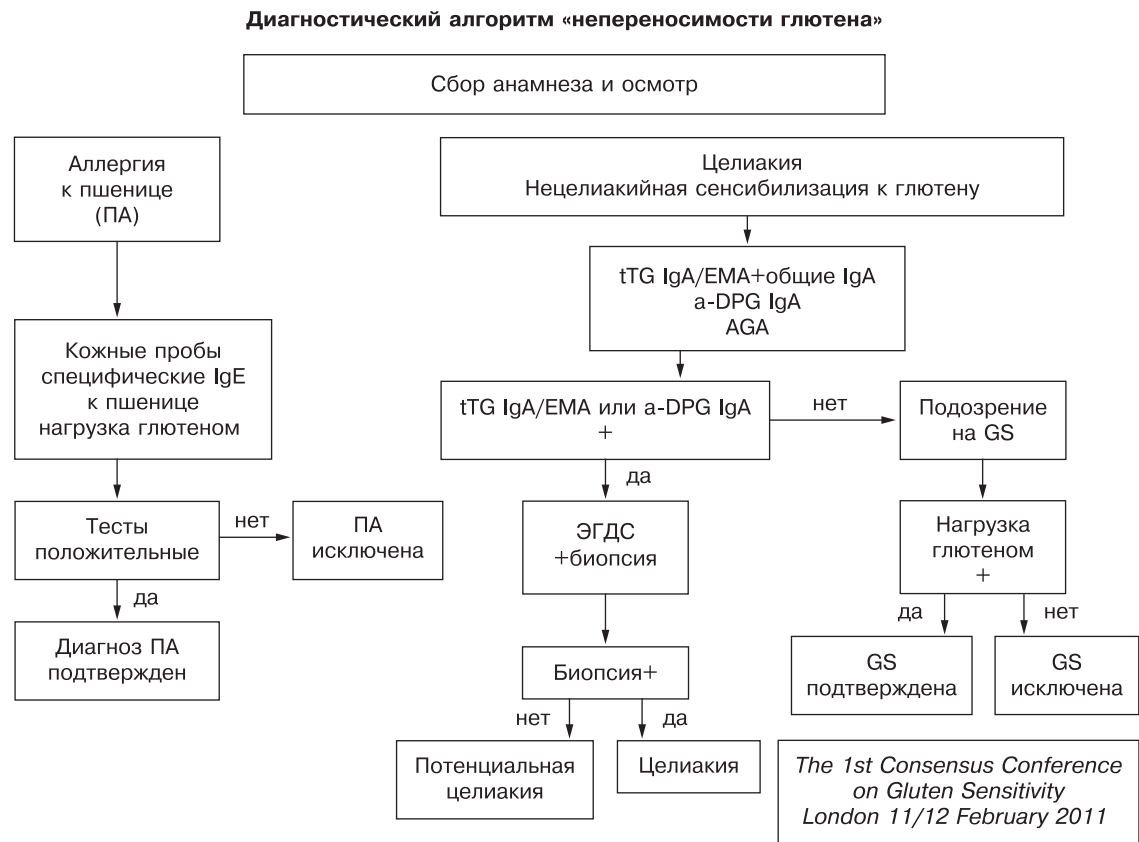 Диагностический алгоритм «непереносимости глютена»
Сбор анамнеза и осмотр
Аллергия
к пшенице
(ПА)
Кожные пробы
специфические IgE
к пшенице
нагрузка глютеном
Тесты
положительные
нет
ПА
исключена
да
Диагноз ПА
подтвержден
Целиакия
Нецелиакийная сенсибилизация к глютену
tTG IgA/EMA+общие IgA
a-DPG IgA
AGA
tTG IgA/EMA или a-DPG IgA
+
нет
Подозрение
на GS
да
ЭГДС
+биопсия
Нагрузка
глютеном
+
да
нет
Биопсия+
GS
подтверждена
GS
исключена
нет
да
Потенциальная
целиакия
Целиакия
The 1st Consensus Conference
on Gluten Sensitivity
London 11/12 February 2011